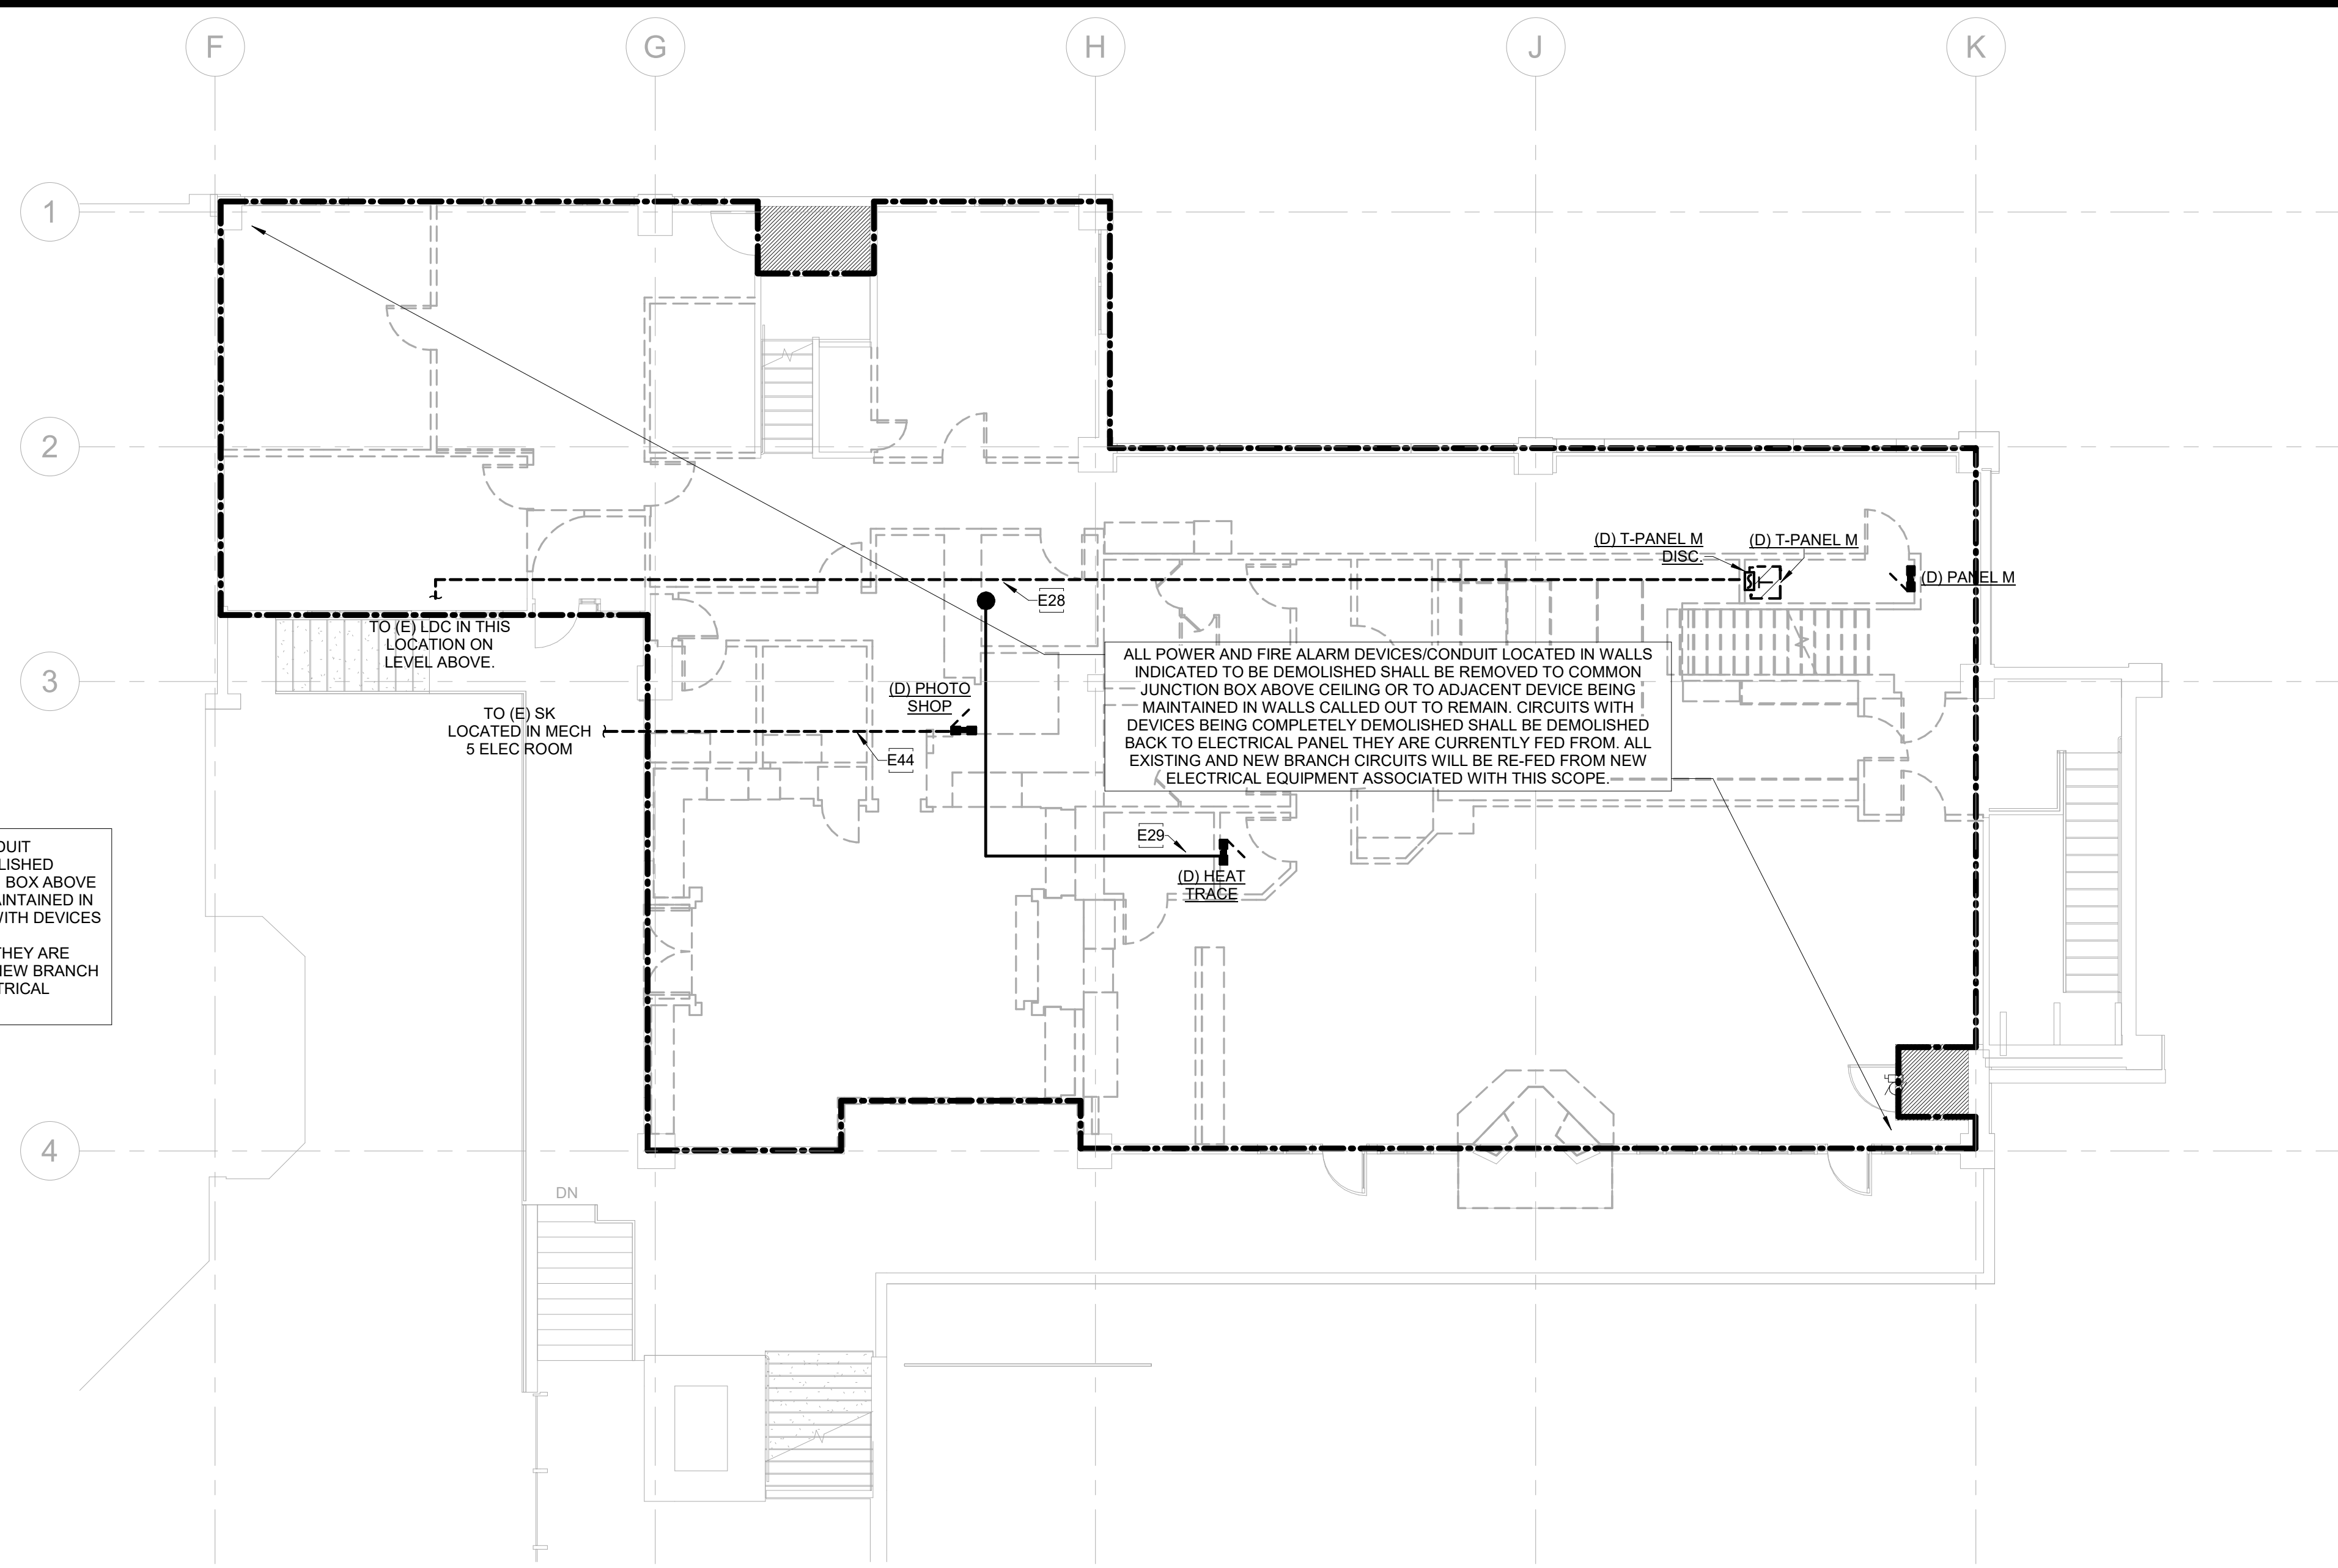 F
G
H
J
K
1
2
3
4
(D) T-PANEL M
DISC.
(D) T-PANEL M
(D) PANEL M
E28
TO (E) LDC IN THIS
LOCATION ON
LEVEL ABOVE.
ALL POWER AND FIRE ALARM DEVICES/CONDUIT LOCATED IN WALLS
INDICATED TO BE DEMOLISHED SHALL BE REMOVED TO COMMON
JUNCTION BOX ABOVE CEILING OR TO ADJACENT DEVICE BEING
MAINTAINED IN WALLS CALLED OUT TO REMAIN. CIRCUITS WITH
DEVICES BEING COMPLETELY DEMOLISHED SHALL BE DEMOLISHED
BACK TO ELECTRICAL PANEL THEY ARE CURRENTLY FED FROM. ALL
EXISTING AND NEW BRANCH CIRCUITS WILL BE RE-FED FROM NEW
ELECTRICAL EQUIPMENT ASSOCIATED WITH THIS SCOPE.
(D) PHOTO
SHOP
TO (E) SK
LOCATED IN MECH
5 ELEC ROOM
E44
E29
(D) HEAT
TRACE
DUIT
LISHED
BOX ABOVE
AINTAINED IN
WITH DEVICES
THEY ARE
NEW BRANCH
TRICAL
DN